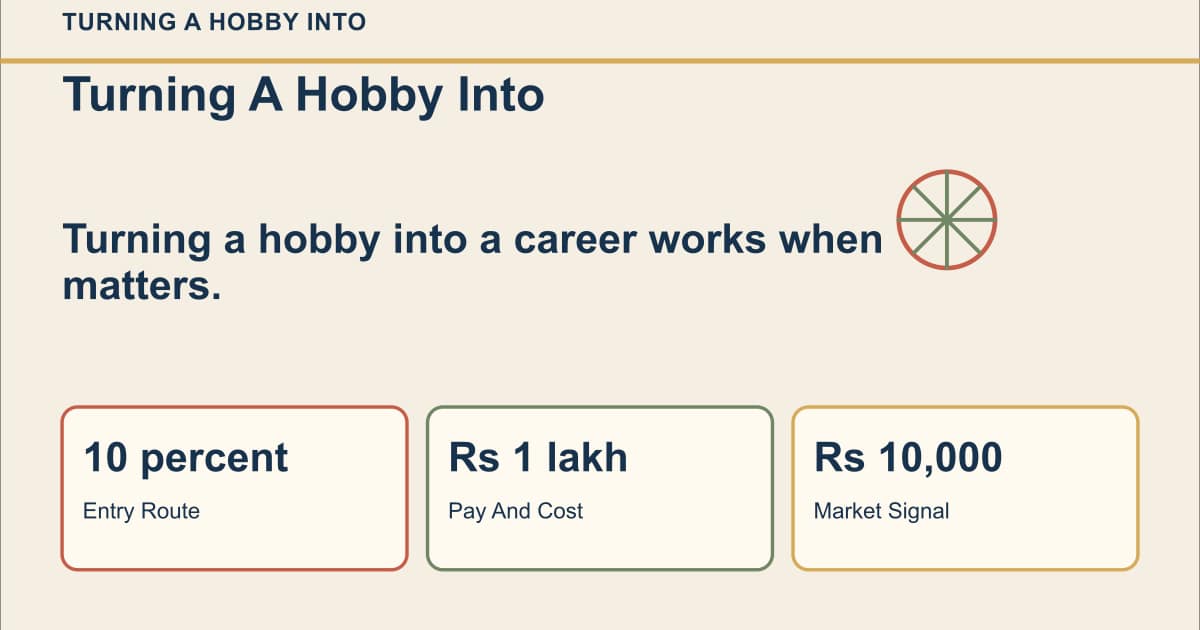 TURNING A HOBBY INTO
Turning A Hobby Into
Turning a hobby into a career works when
matters.
10 percent
Entry Route
Rs 1 lakh
Pay And Cost
Rs 10,000
Market Signal